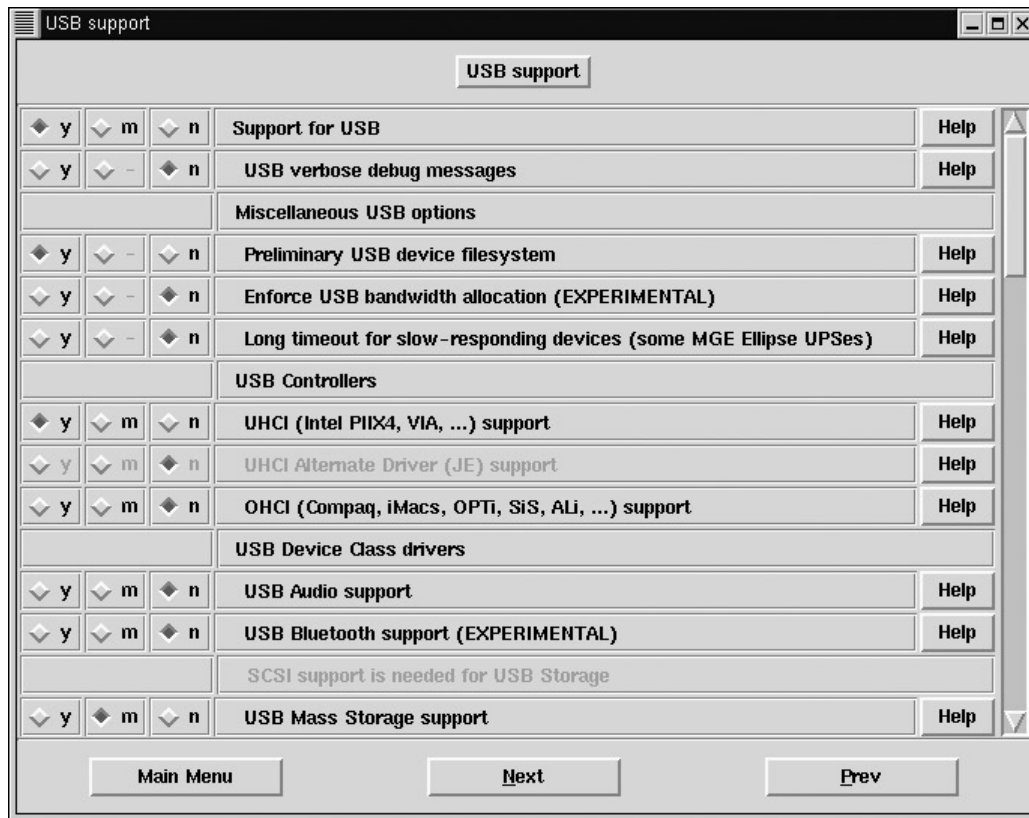 USB support
USB support
y m n Support for USB Help
y - n USB verbose debug messages Help
Miscellaneous USB options
y - n Preliminary USB device filesystem Help
y - n Enforce USB bandwidth allocation (EXPERIMENTAL) Help
y - n Long timeout for slow-responding devices (some MGE Ellipse UPSes) Help
USB Controllers
y m n UHCI (Intel PIIX4, VIA, ...) support Help
y m n UHCI Alternate Driver (JE) support Help
y m n OHCI (Compaq, iMacs, OPTi, SiS, ALi, ...) support Help
USB Device Class drivers
y m n USB Audio support Help
y m n USB Bluetooth support (EXPERIMENTAL) Help
SCSI support is needed for USB Storage
y m n USB Mass Storage support Help
Main Menu Next Prev